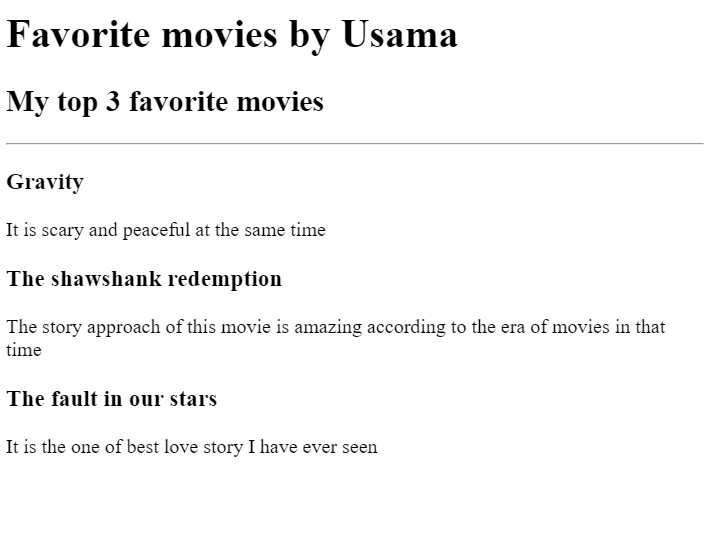 Favorite movies by Usama
My top 3 favorite movies
Gravity
It is scary and peaceful at the same time
The shawshank redemption
The story approach of this movie is amazing according to the era of movies in that
time
The fault in our stars
It is the one of best love story I have ever seen